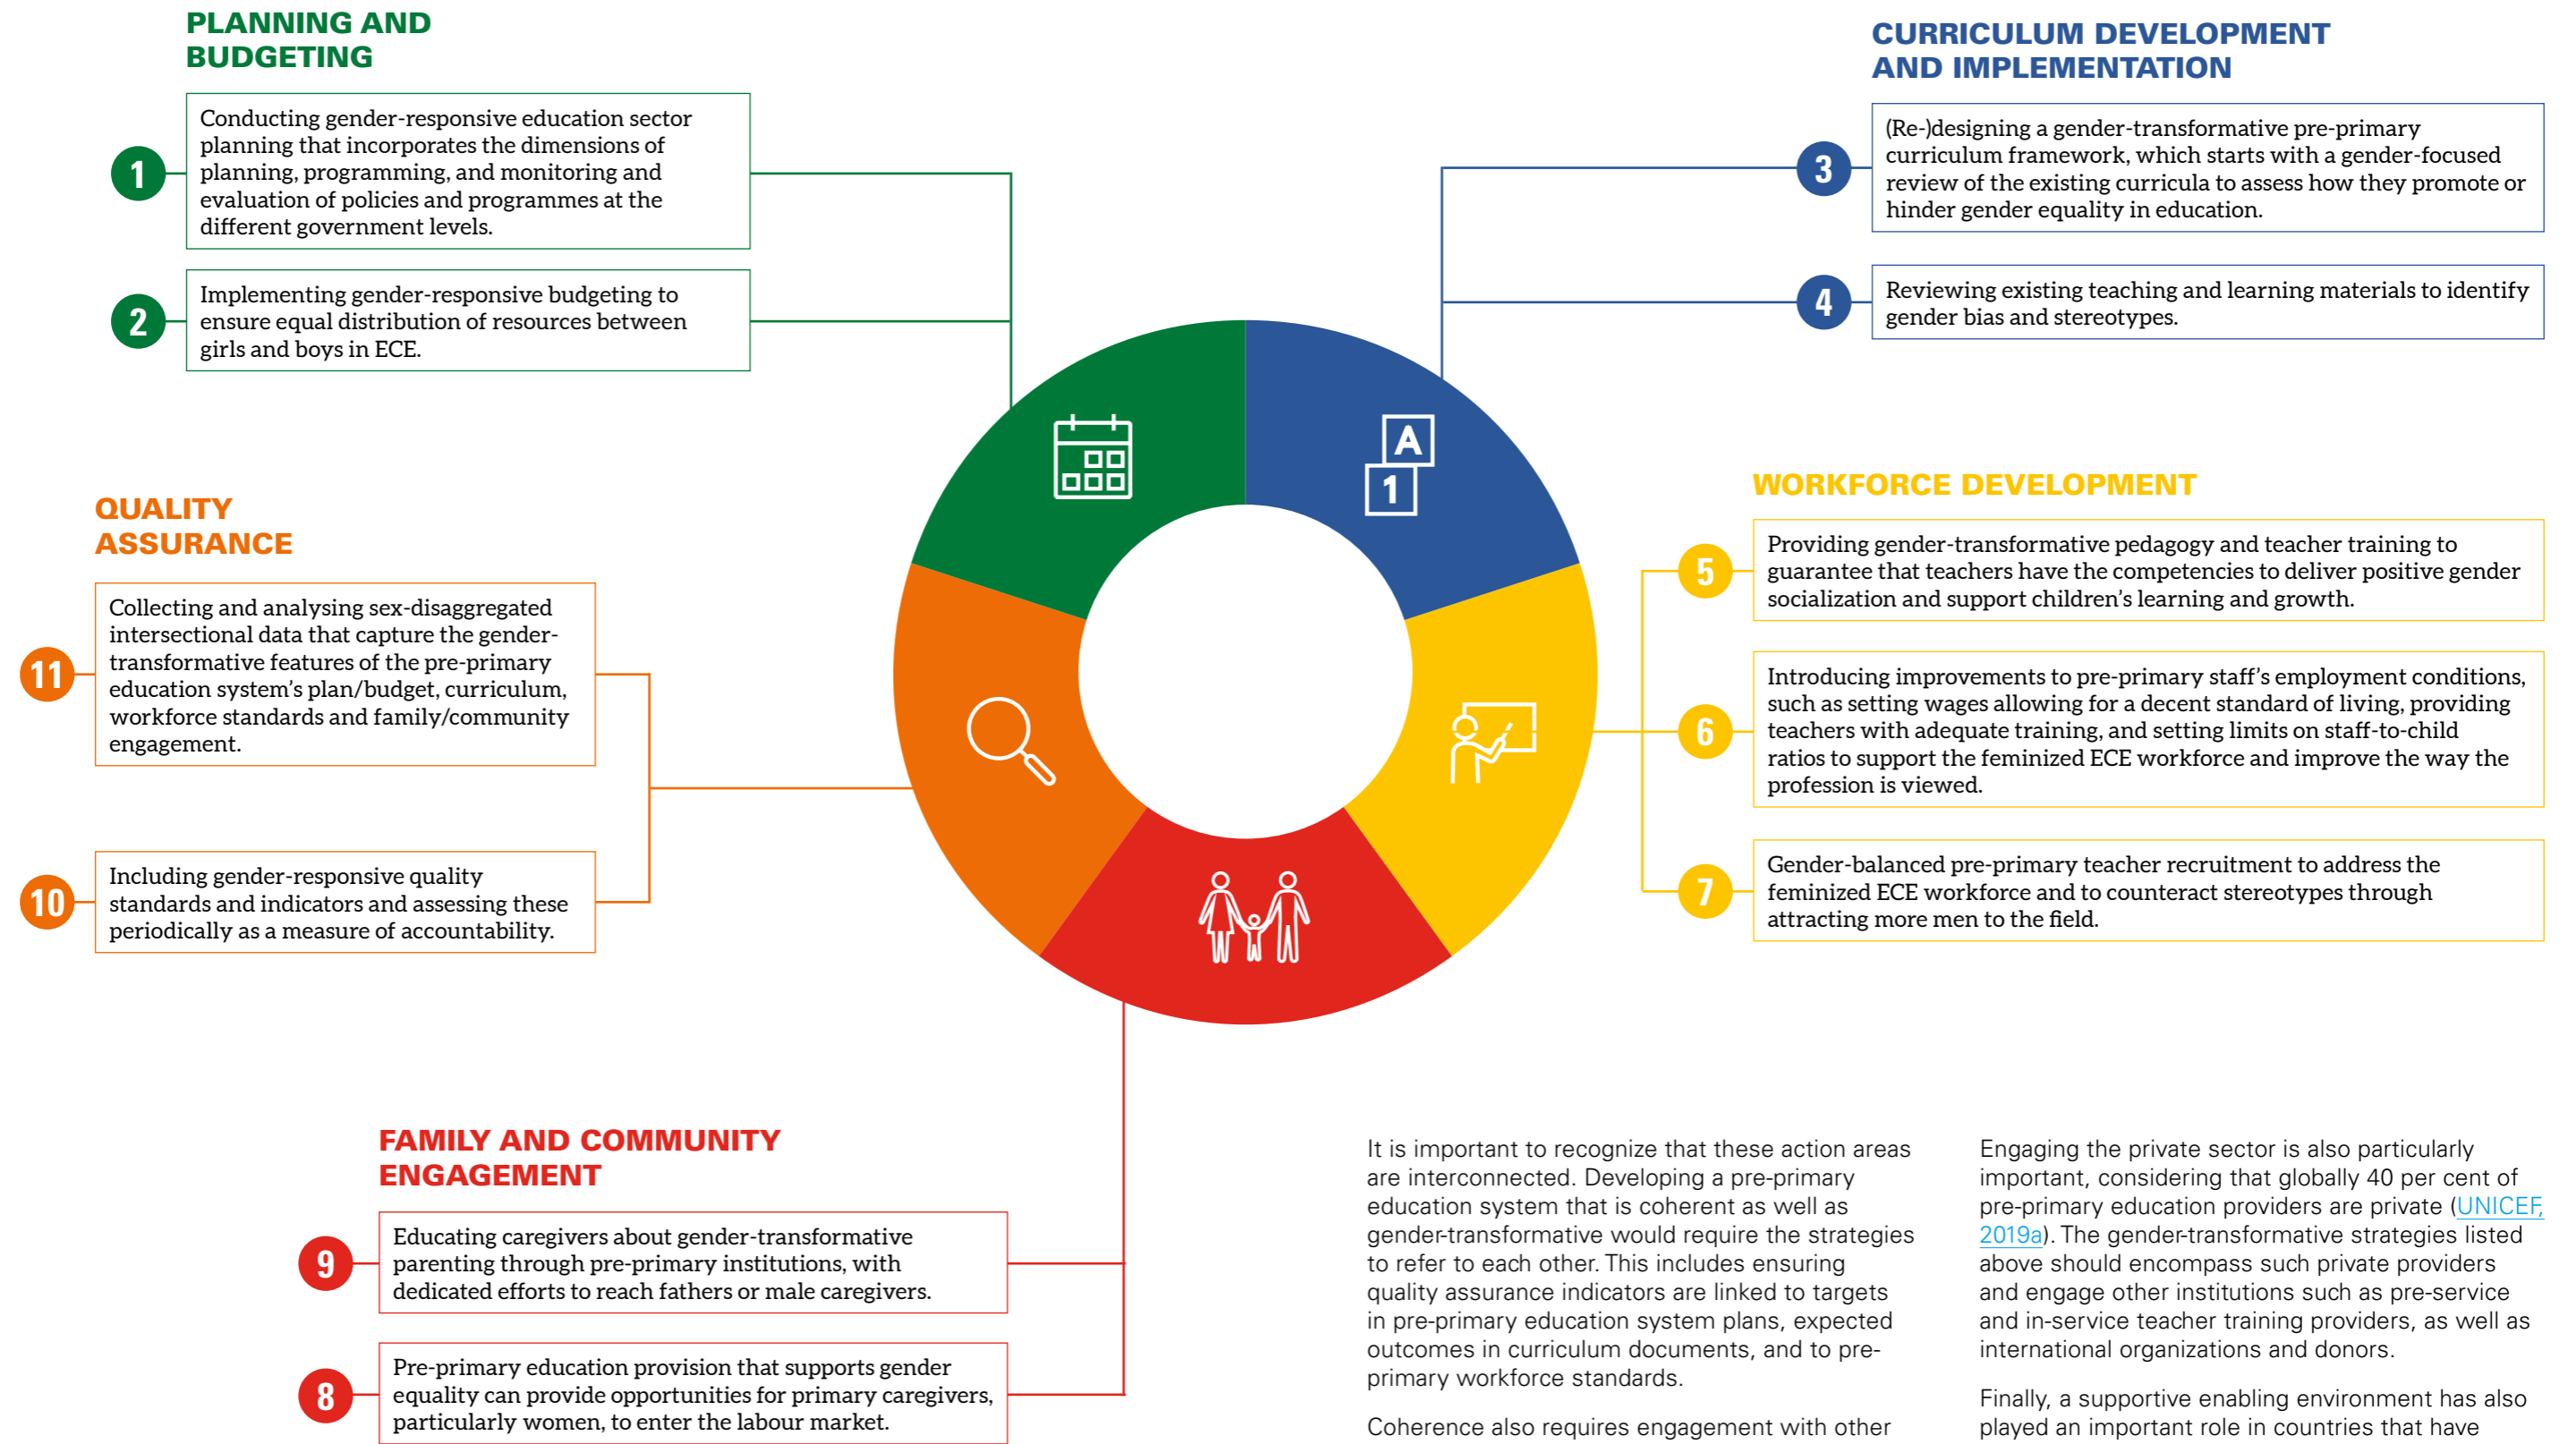 PLANNING AND
BUDGETING
1
Conducting gender-responsive education sector
planning that incorporates the dimensions of
planning, programming, and monitoring and
evaluation of policies and programmes at the
different government levels.
2
Implementing gender-responsive budgeting to
ensure equal distribution of resources between
girls and boys in ECE.
CURRICULUM DEVELOPMENT
AND IMPLEMENTATION
3
(Re-)designing a gender-transformative pre-primary
curriculum framework, which starts with a gender-focused
review of the existing curricula to assess how they promote or
hinder gender equality in education.
4
Reviewing existing teaching and learning materials to identify
gender bias and stereotypes.
A
1
WORKFORCE DEVELOPMENT
5
Providing gender-transformative pedagogy and teacher training to
guarantee that teachers have the competencies to deliver positive gender
socialization and support children's learning and growth.
6
Introducing improvements to pre-primary staff's employment conditions,
such as setting wages allowing for a decent standard of living, providing
teachers with adequate training, and setting limits on staff-to-child
ratios to support the feminized ECE workforce and improve the way the
profession is viewed.
7
Gender-balanced pre-primary teacher recruitment to address the
feminized ECE workforce and to counteract stereotypes through
attracting more men to the field.
QUALITY
ASSURANCE
11
Collecting and analysing sex-disaggregated
intersectional data that capture the gender-
transformative features of the pre-primary
education system's plan/budget, curriculum,
workforce standards and family/community
engagement.
10
Including gender-responsive quality
standards and indicators and assessing these
periodically as a measure of accountability.
FAMILY AND COMMUNITY
ENGAGEMENT
9
Educating caregivers about gender-transformative
parenting through pre-primary institutions, with
dedicated efforts to reach fathers or male caregivers.
8
Pre-primary education provision that supports gender
equality can provide opportunities for primary caregivers,
particularly women, to enter the labour market.
It is important to recognize that these action areas
are interconnected. Developing a pre-primary
education system that is coherent as well as
gender-transformative would require the strategies
to refer to each other. This includes ensuring
quality assurance indicators are linked to targets
in pre-primary education system plans, expected
outcomes in curriculum documents, and to pre-
primary workforce standards.
Coherence also requires engagement with other
Engaging the private sector is also particularly
important, considering that globally 40 per cent of
pre-primary education providers are private (UNICEF,
2019a). The gender-transformative strategies listed
above should encompass such private providers
and engage other institutions such as pre-service
and in-service teacher training providers, as well as
international organizations and donors.
Finally, a supportive enabling environment has also
played an important role in countries that have